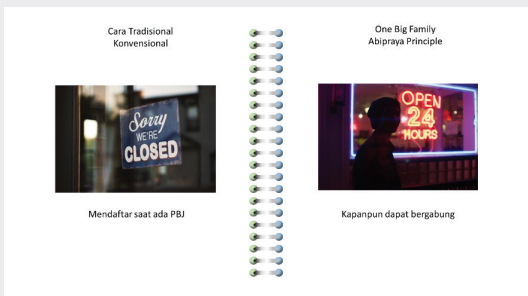 Cara Tradisional
Konvensional
Sorry
WE'RE
CLOSED
Mendaftar saat ada PBJ
One Big Family
Abipraya Principle
OPEN
24
HOURS
Kapanpun dapat bergabung